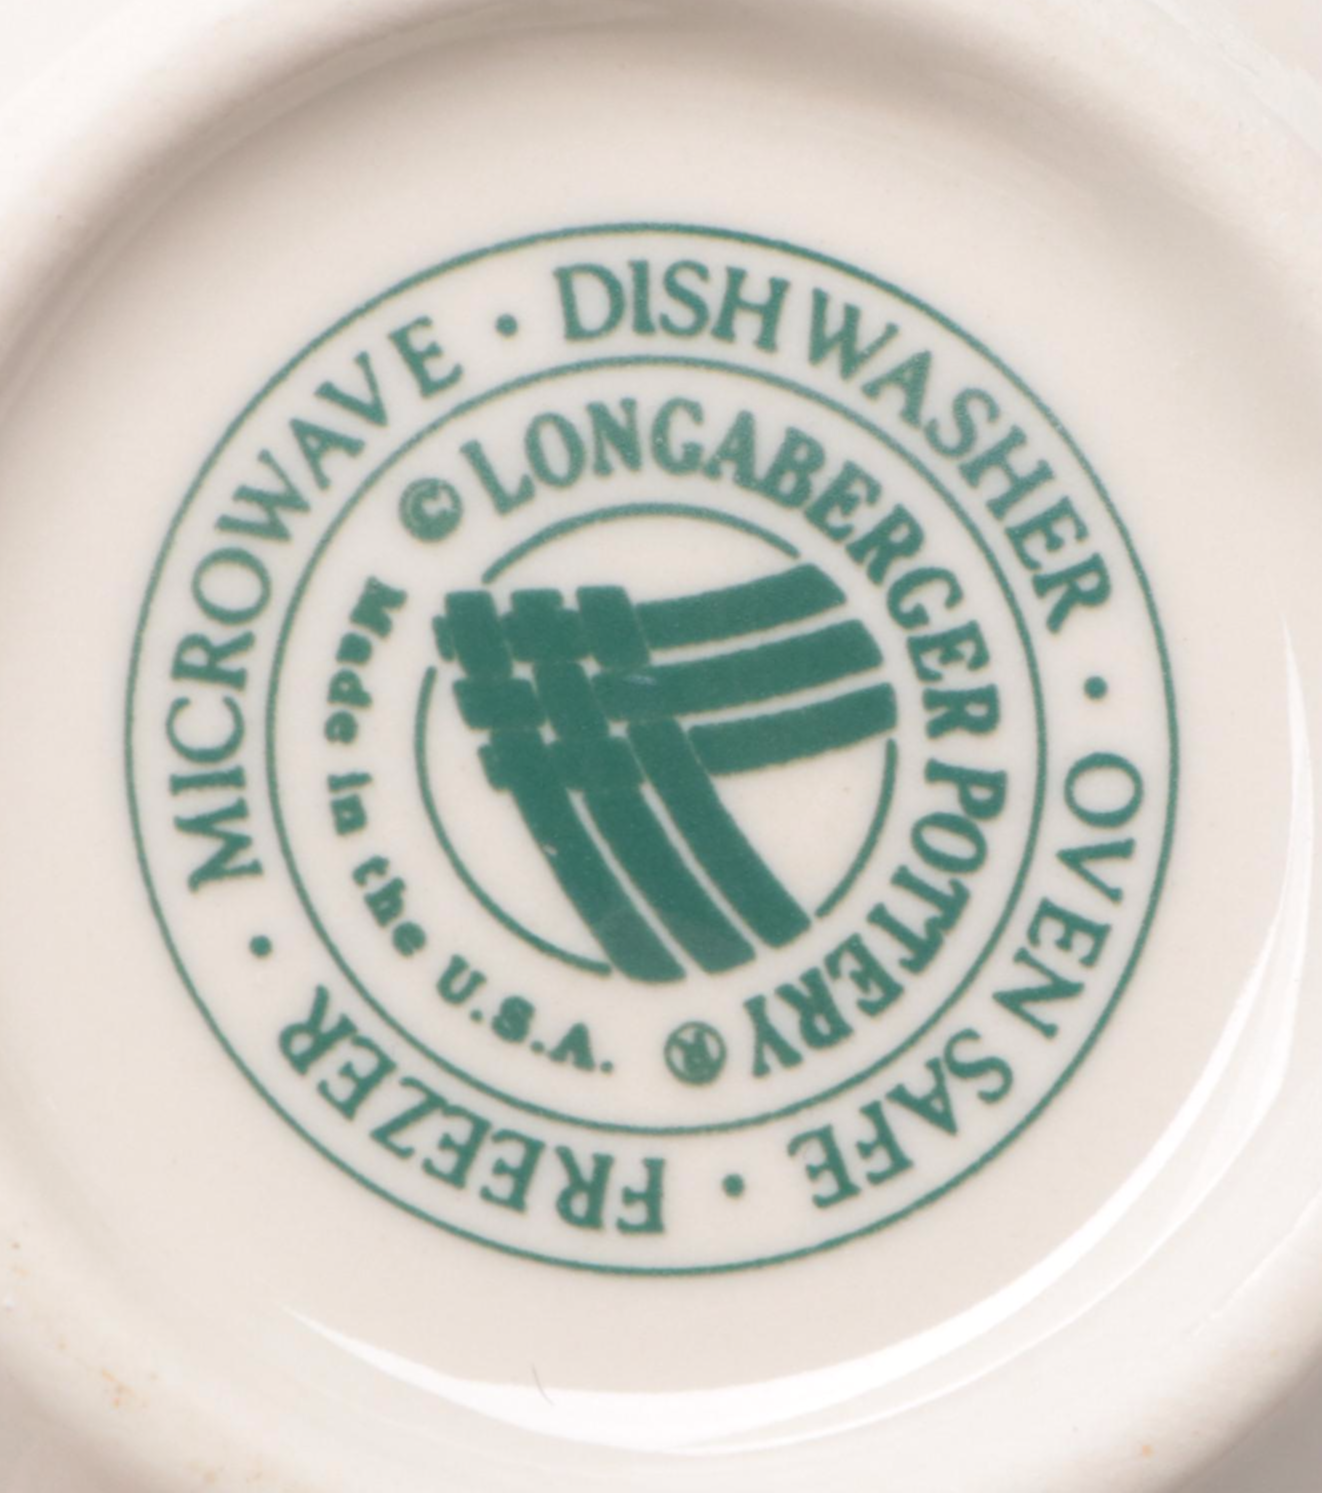 MICROWAVE · DISHWASHER · OVEN SAFE · FREEZER ·
© LONGABERGER POTTERY ®
Made in the U.S.A.